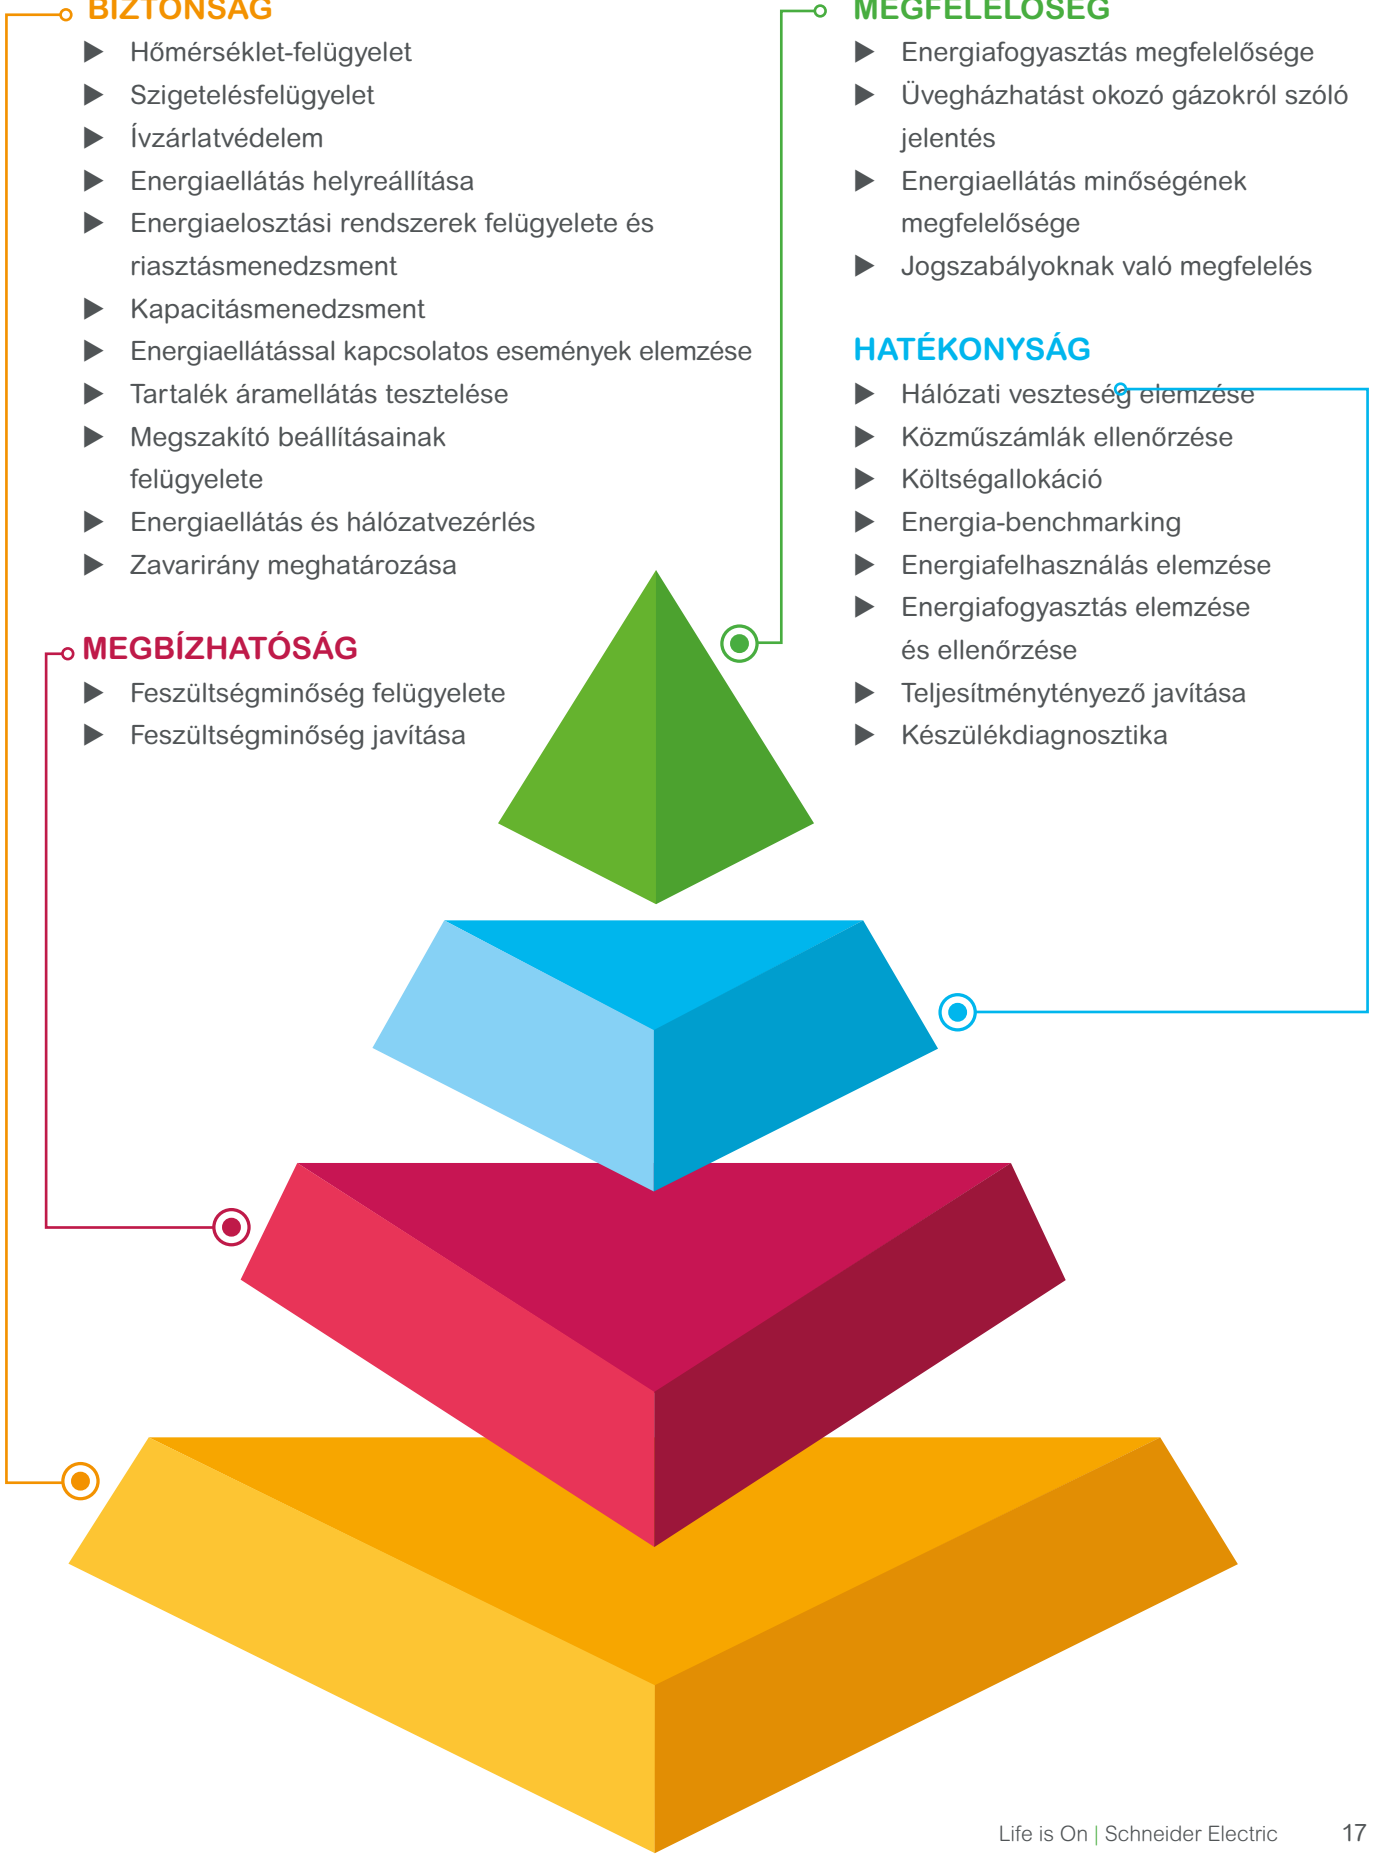 BIZTONSÁG
Hőmérséklet-felügyelet
Szigetelésfelügyelet
Ívzárlatvédelem
Energiaellátás helyreállítása
Energiaelosztási rendszerek felügyelete és
riasztásmenedzsment
Kapacitásmenedzsment
Energiaellátással kapcsolatos események elemzése
Tartalék áramellátás tesztelése
Megszakító beállításainak
felügyelete
Energiaellátás és hálózatvezérlés
Zavarirány meghatározása
MEGBÍZHATÓSÁG
Feszültségminőség felügyelete
Feszültségminőség javítása
MEGFELELŐSÉG
Energiafogyasztás megfelelősége
Üvegházhatást okozó gázokról szóló
jelentés
Energiaellátás minőségének
megfelelősége
Jogszabályoknak való megfelelés
HATÉKONYSÁG
Hálózati veszteség elemzése
Közműszámlák ellenőrzése
Költségallokáció
Energia-benchmarking
Energiafelhasználás elemzése
Energiafogyasztás elemzése
és ellenőrzése
Teljesítménytényező javítása
Készülékdiagnosztika
Life is On | Schneider Electric 17